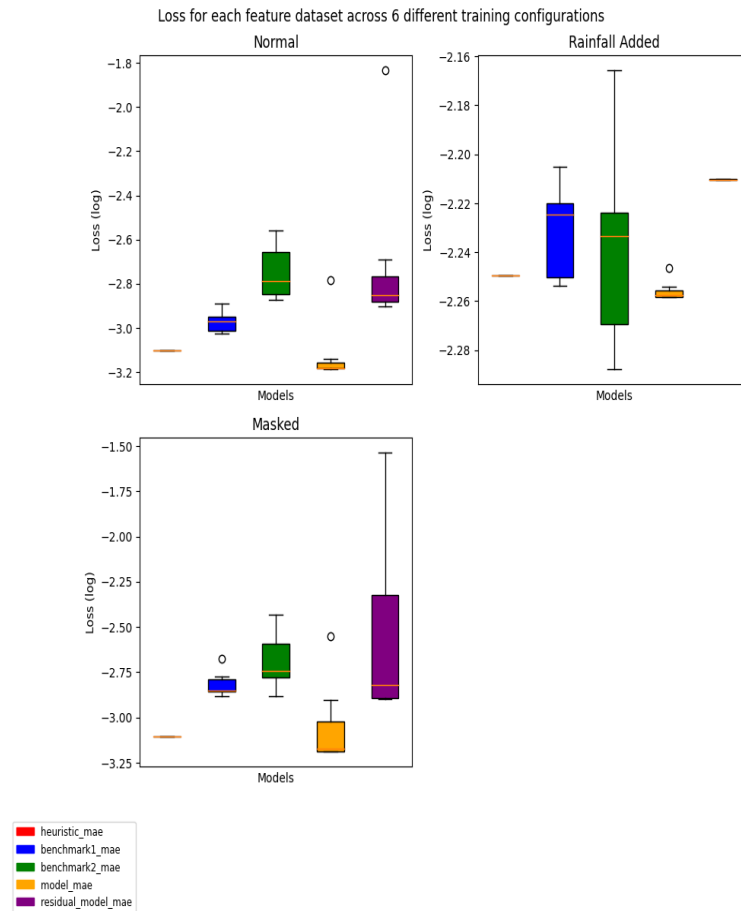 Loss for each feature dataset across 6 different training configurations
Normal
−1.8
−2.0
−2.2
−2.4
−2.6
−2.8
−3.0
−3.2
Loss (log)
Models
Rainfall Added
−2.16
−2.18
−2.20
−2.22
−2.24
−2.26
−2.28
Loss (log)
Models
Masked
−1.50
−1.75
−2.00
−2.25
−2.50
−2.75
−3.00
−3.25
Loss (log)
Models
heuristic_mae
benchmark1_mae
benchmark2_mae
model_mae
residual_model_mae